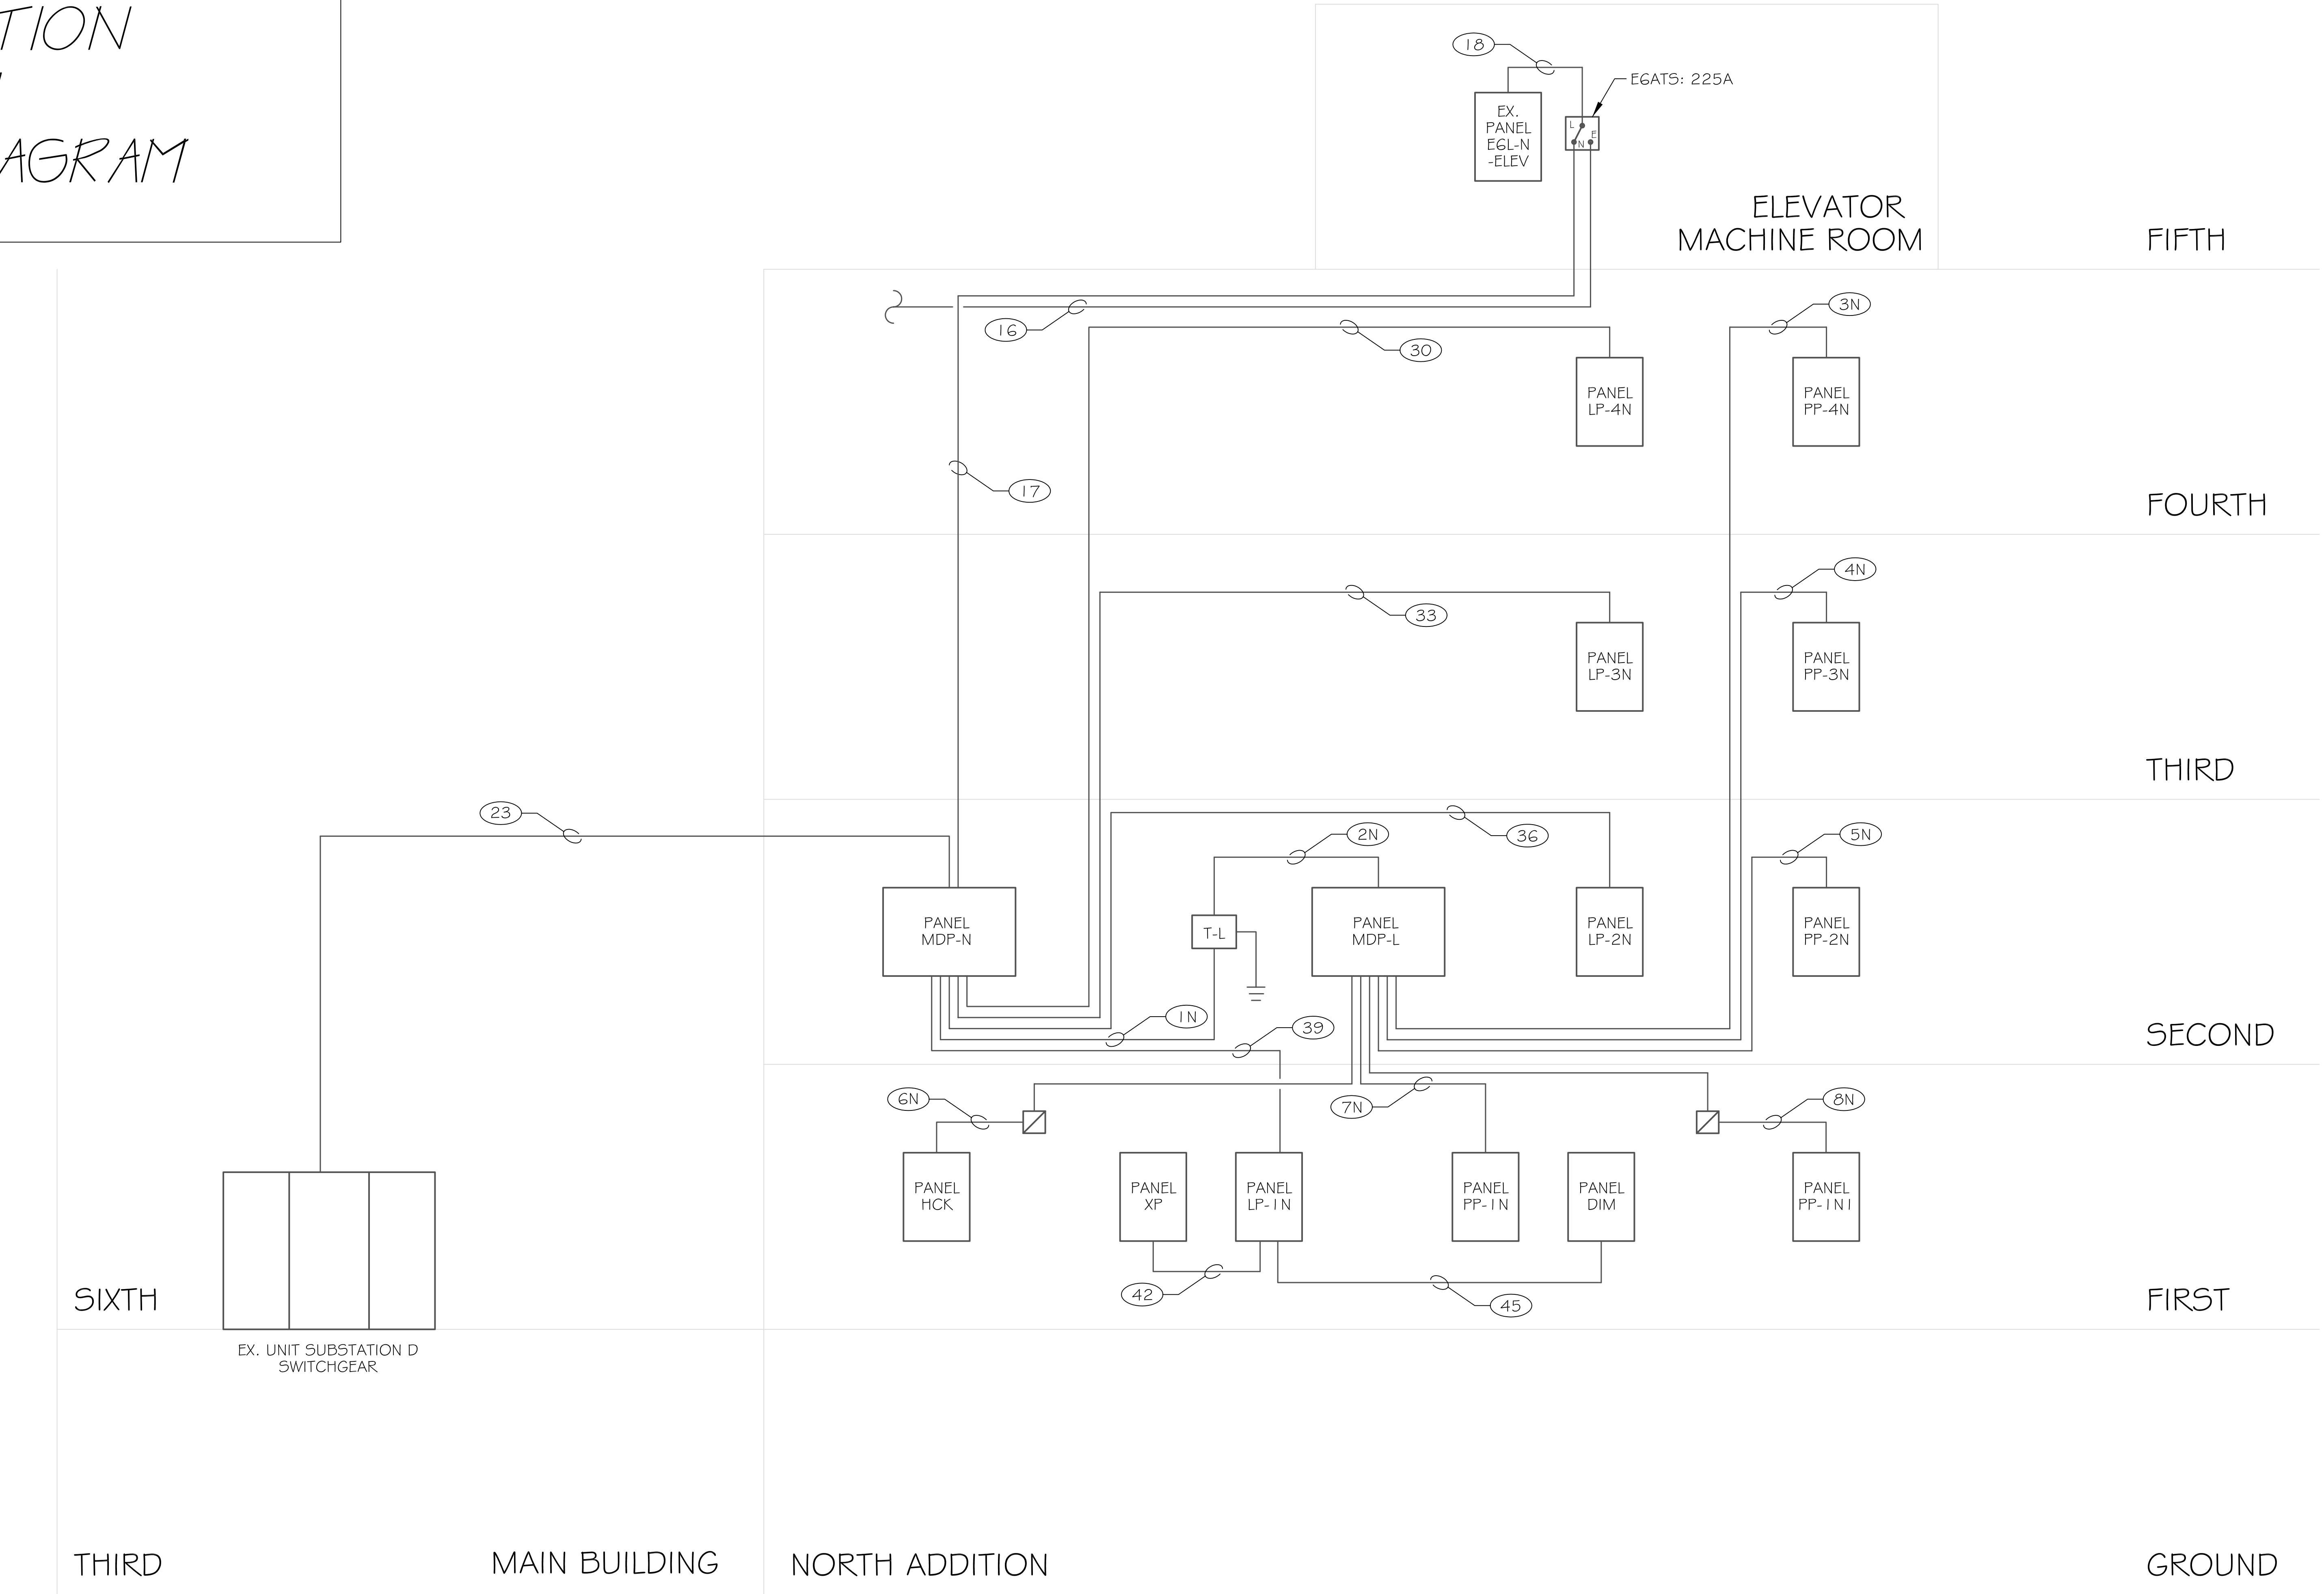 TION
AGRAM
18
E6ATS: 225A
EX.
PANEL
E6L-N
-ELEV
L
E
N
ELEVATOR
MACHINE ROOM
FIFTH
16
30
3N
PANEL
LP-4N
PANEL
PP-4N
17
FOURTH
33
4N
PANEL
LP-3N
PANEL
PP-3N
THIRD
23
2N
36
5N
PANEL
MDP-N
T-L
PANEL
MDP-L
PANEL
LP-2N
PANEL
PP-2N
1N
39
SECOND
6N
7N
8N
PANEL
HCK
PANEL
XP
PANEL
LP-1N
PANEL
PP-1N
PANEL
DIM
PANEL
PP-1N1
42
45
SIXTH
FIRST
EX. UNIT SUBSTATION D
SWITCHGEAR
THIRD
MAIN BUILDING
NORTH ADDITION
GROUND